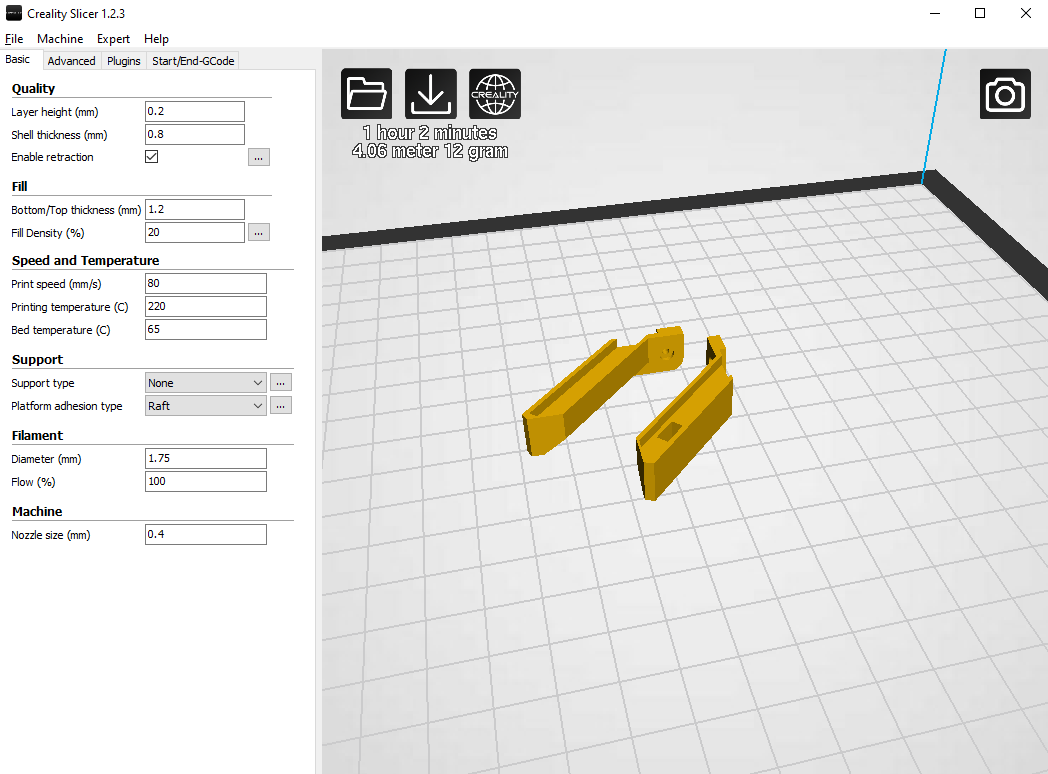 Creality Slicer 1.2.3
File Machine Expert Help
Basic Advanced Plugins Start/End-GCode
Quality
Layer height (mm) 0.2
Shell thickness (mm) 0.8
Enable retraction ...
Fill
Bottom/Top thickness (mm) 1.2
Fill Density (%) 20 ...
Speed and Temperature
Print speed (mm/s) 80
Printing temperature (C) 220
Bed temperature (C) 65
Support
Support type None ...
Platform adhesion type Raft ...
Filament
Diameter (mm) 1.75
Flow (%) 100
Machine
Nozzle size (mm) 0.4
CREALITY
1 hour 2 minutes
4.06 meter 12 gram